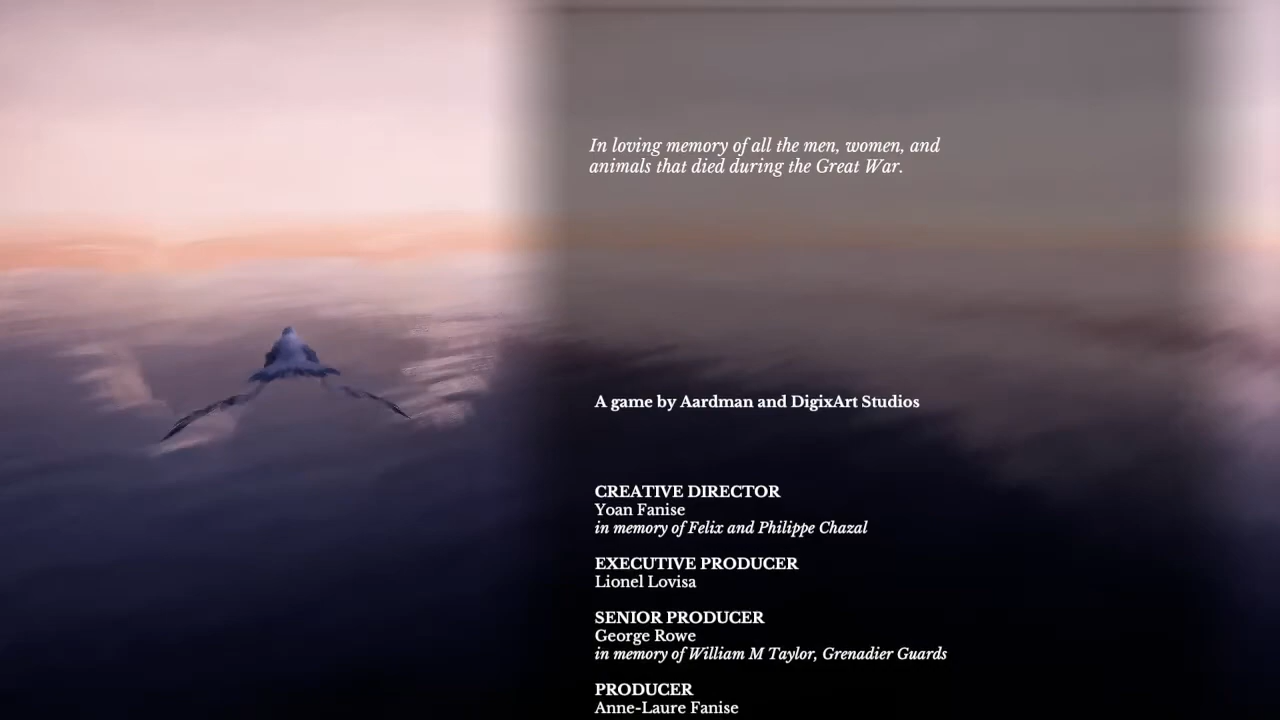 In loving memory of all the men, women, and
animals that died during the Great War.
A game by Aardman and DigixArt Studios
CREATIVE DIRECTOR
Yoan Fanise
in memory of Felix and Philippe Chazal
EXECUTIVE PRODUCER
Lionel Lovisa
SENIOR PRODUCER
George Rowe
in memory of William M Taylor, Grenadier Guards
PRODUCER
Anne-Laure Fanise